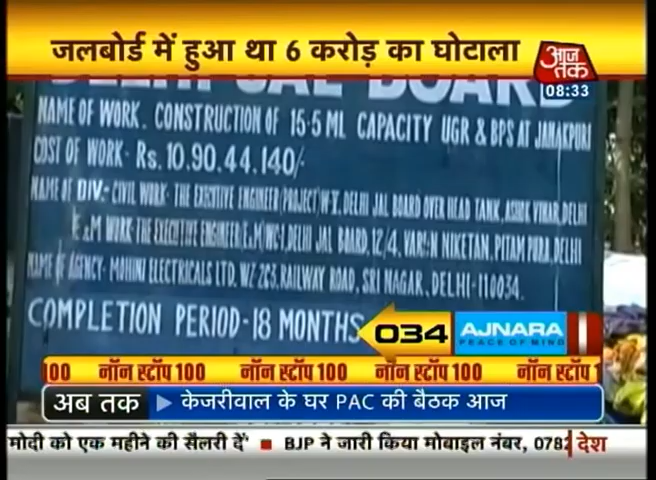 जलबोर्ड में हुआ था 6 करोड़ का घोटाला
आज तक
08:33
DELHI JAL BOARD
NAME OF WORK. CONSTRUCTION OF 15·5 ML CAPACITY UGR & BPS AT JANAKPURI
COST OF WORK- Rs. 10.90.44.140/-
NAME OF DIV.- CIVIL WORK- THE EXECUTIVE ENGINEER (PROJECT) W-X, DELHI JAL BOARD OVER HEAD TANK, ASHOK VIHAR, DELHI
E&M WORK- THE EXECUTIVE ENGINEER (E&M) DELHI JAL BOARD, 12/4, NIKETAN, PITAM PURA, DELHI
NAME OF AGENCY- MOHINI ELECTRICALS LTD. WZ 2C3, RAILWAY ROAD, SRI NAGAR, DELHI-110034.
COMPLETION PERIOD-18 MONTHS
034 AJNARA
PEACE OF MIND
100 नॉन स्टॉप 100 नॉन स्टॉप 100 नॉन स्टॉप 100 नॉन स्टॉप 1
अब तक केजरीवाल के घर PAC की बैठक आज
मोदी को एक महीने की सैलरी दें' ■ BJP ने जारी किया मोबाइल नंबर, 0782 देश